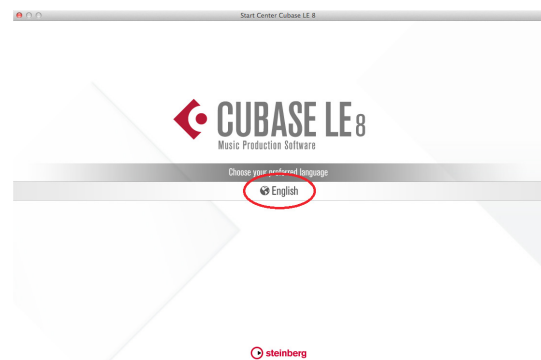 Start Center Cubase LE 8
CUBASE LE 8
Music Production Software
Choose your preferred language
English
steinberg